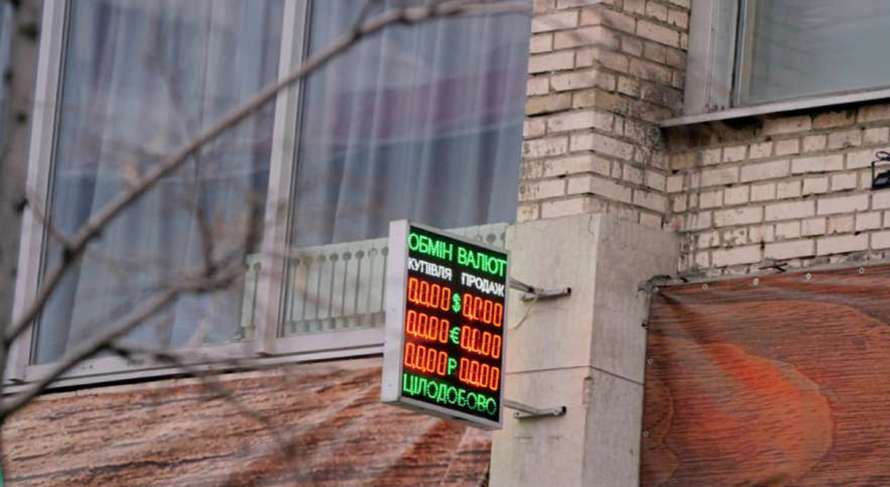 ОБМІН ВАЛЮТ
КУПІВЛЯ ПРОДАЖ
00.00 $ 00.00
00.00 € 00.00
00.00 Р 00.00
ЦІЛОДОБОВО